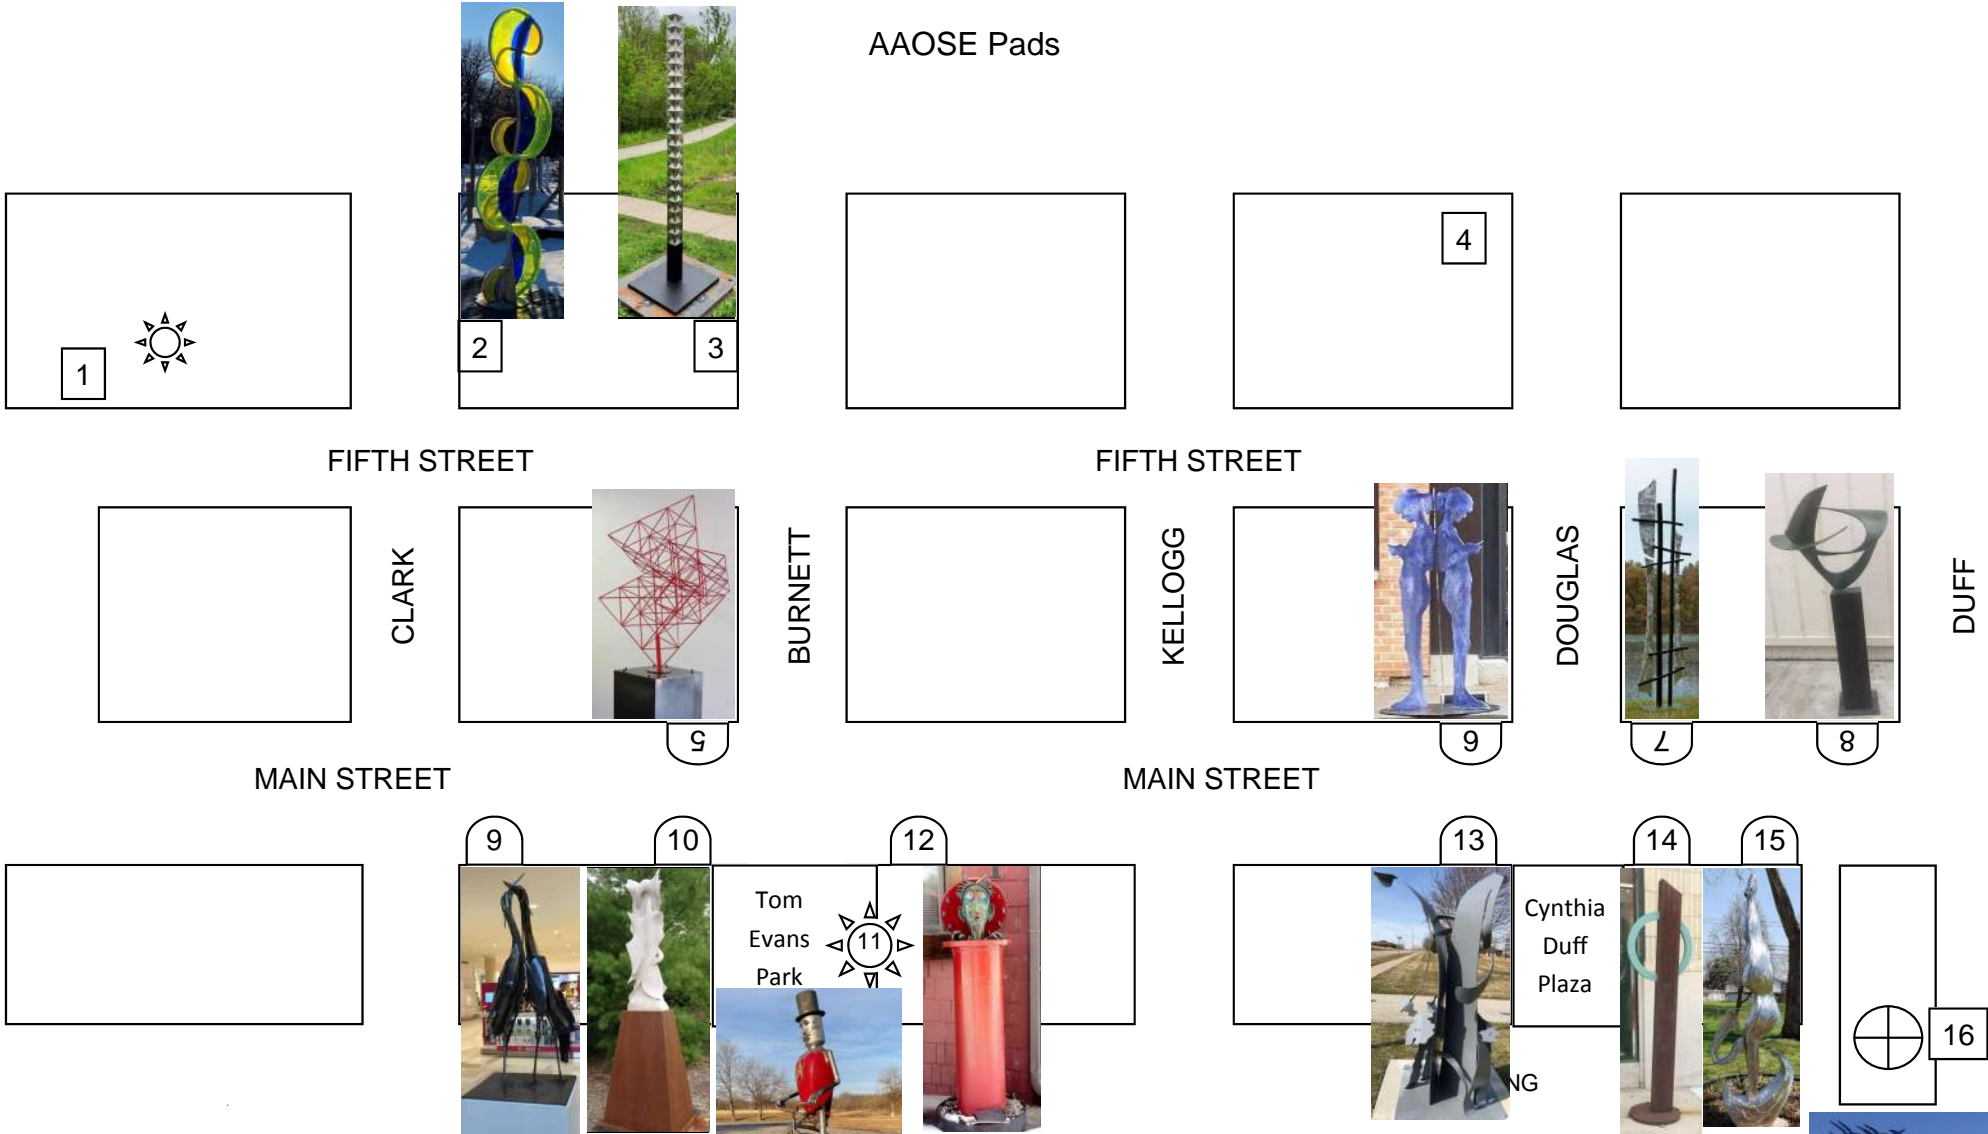 AAOSE Pads
4
1
2
3
FIFTH STREET
FIFTH STREET
CLARK
BURNETT
KELLOGG
DOUGLAS
DUFF
5
6
7
8
MAIN STREET
MAIN STREET
9
10
12
13
14
15
Tom
Evans
Park
11
Cynthia
Duff
Plaza
16
NG